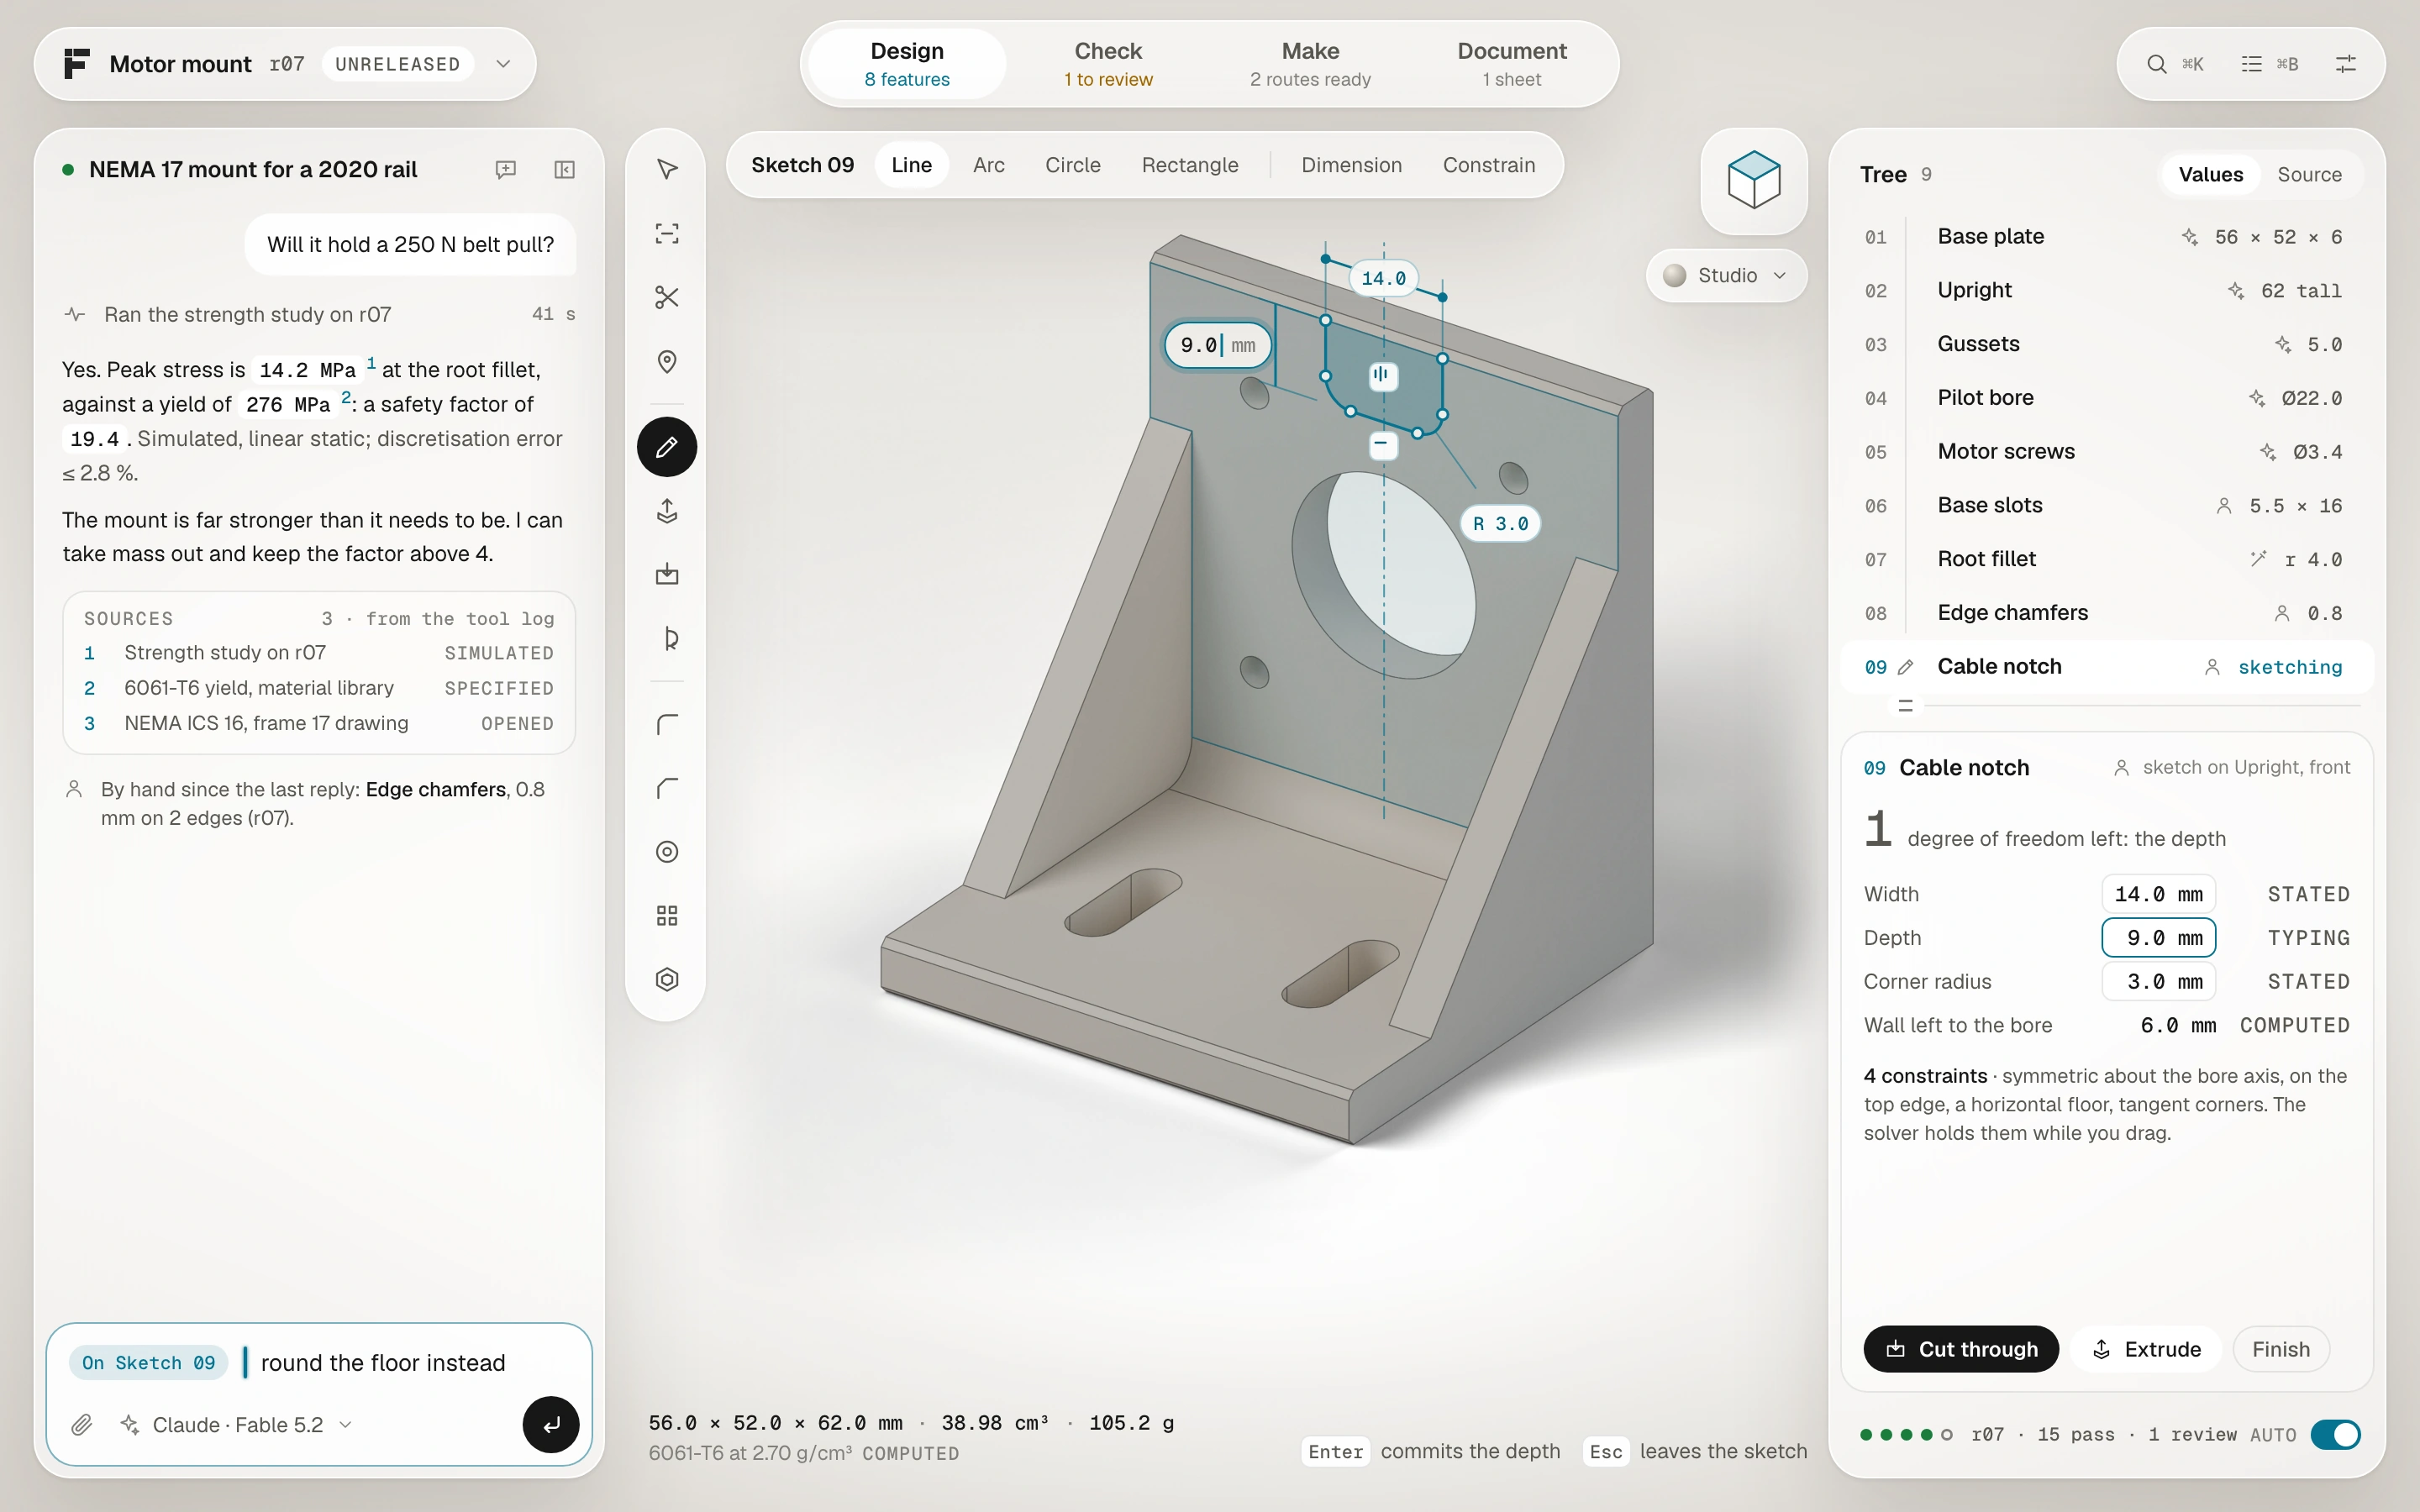 Motor mount r07 UNRELEASED
Design
8 features
Check
1 to review
Make
2 routes ready
Document
1 sheet
⌘K
⌘B
NEMA 17 mount for a 2020 rail
Will it hold a 250 N belt pull?
Ran the strength study on r07 41 s
Yes. Peak stress is 14.2 MPa 1 at the root fillet,
against a yield of 276 MPa 2: a safety factor of
19.4. Simulated, linear static; discretisation error
≤ 2.8 %.
The mount is far stronger than it needs to be. I can
take mass out and keep the factor above 4.
SOURCES 3 · from the tool log
1 Strength study on r07 SIMULATED
2 6061-T6 yield, material library SPECIFIED
3 NEMA ICS 16, frame 17 drawing OPENED
By hand since the last reply: Edge chamfers, 0.8
mm on 2 edges (r07).
On Sketch 09 round the floor instead
Claude · Fable 5.2
Sketch 09 Line Arc Circle Rectangle Dimension Constrain
Studio
14.0
9.0 mm
R 3.0
56.0 × 52.0 × 62.0 mm · 38.98 cm³ · 105.2 g
6061-T6 at 2.70 g/cm³ COMPUTED
Enter commits the depth Esc leaves the sketch
Tree 9 Values Source
01 Base plate 56 × 52 × 6
02 Upright 62 tall
03 Gussets 5.0
04 Pilot bore Ø22.0
05 Motor screws Ø3.4
06 Base slots 5.5 × 16
07 Root fillet r 4.0
08 Edge chamfers 0.8
09 Cable notch sketching
09 Cable notch sketch on Upright, front
1 degree of freedom left: the depth
Width 14.0 mm STATED
Depth 9.0 mm TYPING
Corner radius 3.0 mm STATED
Wall left to the bore 6.0 mm COMPUTED
4 constraints · symmetric about the bore axis, on the
top edge, a horizontal floor, tangent corners. The
solver holds them while you drag.
Cut through Extrude Finish
r07 · 15 pass · 1 review AUTO